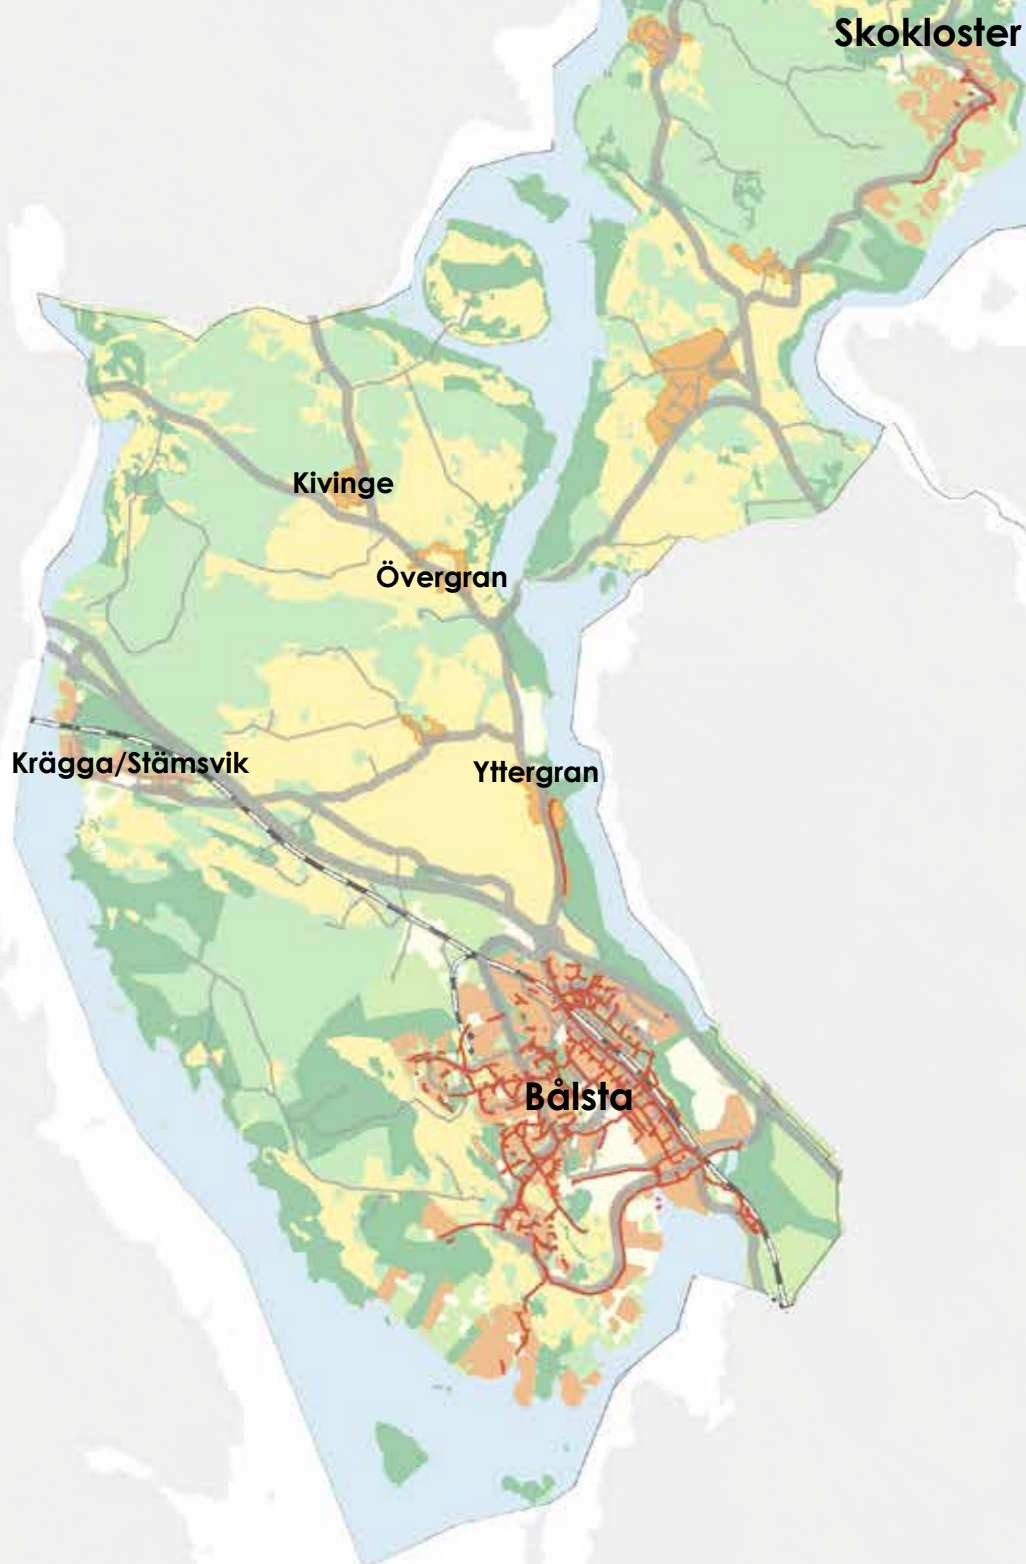 Skokloster
Kivinge
Övergran
Krägga/Stämsvik
Yttergran
Bålsta